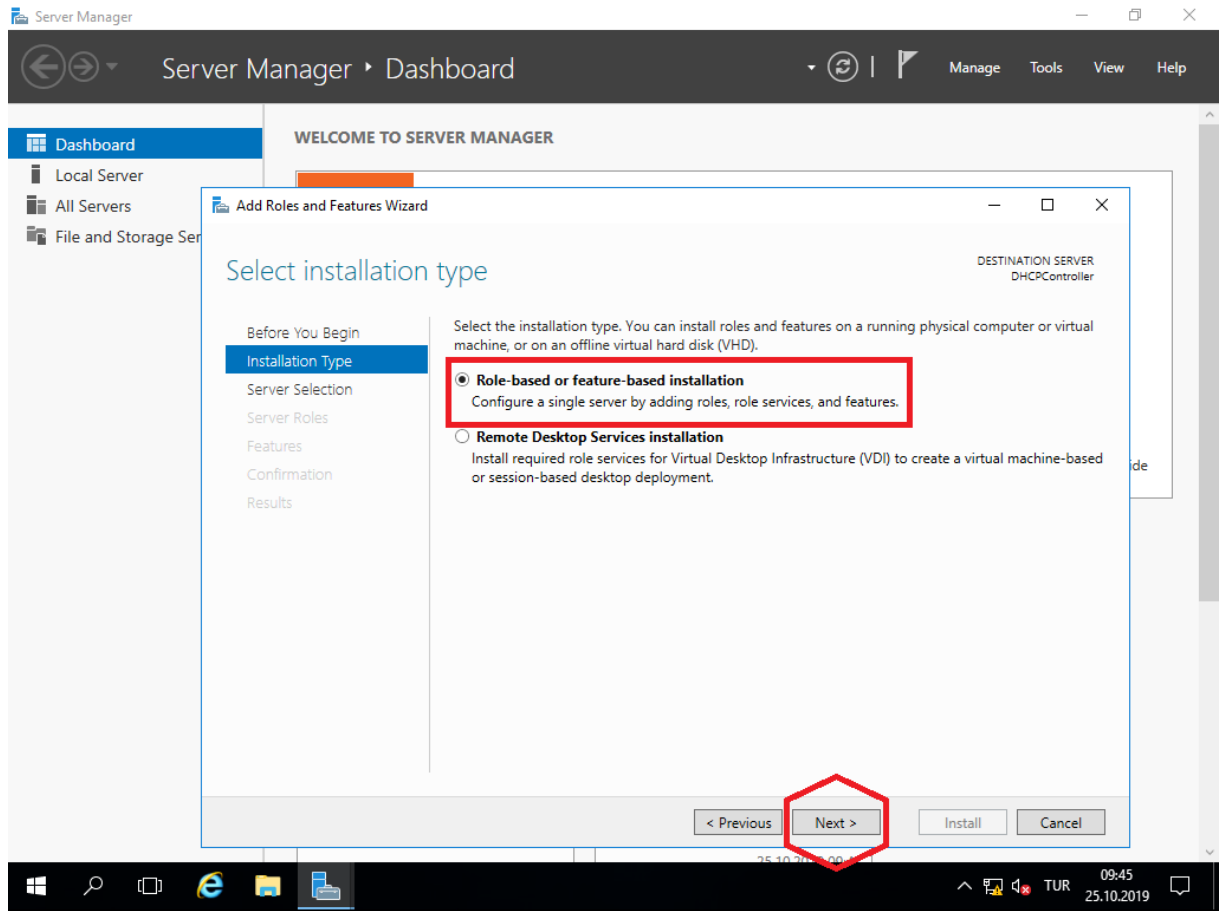 Server Manager
Server Manager ‣ Dashboard
Manage Tools View Help
Dashboard
Local Server
All Servers
File and Storage Ser
WELCOME TO SERVER MANAGER
Add Roles and Features Wizard
Select installation type
DESTINATION SERVER
DHCPController
Before You Begin
Installation Type
Server Selection
Server Roles
Features
Confirmation
Results
Select the installation type. You can install roles and features on a running physical computer or virtual
machine, or on an offline virtual hard disk (VHD).
Role-based or feature-based installation
Configure a single server by adding roles, role services, and features.
Remote Desktop Services installation
Install required role services for Virtual Desktop Infrastructure (VDI) to create a virtual machine-based
or session-based desktop deployment.
ide
< Previous Next > Install Cancel
TUR
09:45
25.10.2019